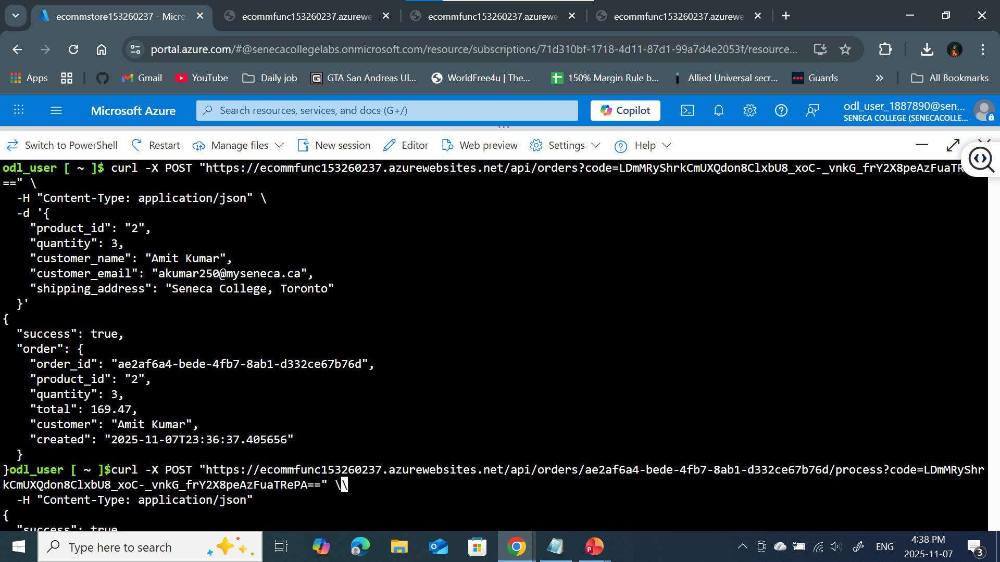 ecommstore153260237 - Micro
ecommfunc153260237.azurewe
ecommfunc153260237.azurewe
ecommfunc153260237.azurewe
portal.azure.com/#@senecacollegelabs.onmicrosoft.com/resource/subscriptions/71d310bf-1718-4d11-87d1-99a7d4e2053f/resource...
Apps
Gmail
YouTube
Daily job
GTA San Andreas Ul...
WorldFree4u | The...
150% Margin Rule b...
Allied Universal secr...
Guards
All Bookmarks
Microsoft Azure
Search resources, services, and docs (G+/)
Copilot
odl_user_1887890@sen...
SENECA COLLEGE (SENECACOLLE...
Switch to PowerShell
Restart
Manage files
New session
Editor
Web preview
Settings
Help
odl_user [ ~ ]$ curl -X POST "https://ecommfunc153260237.azurewebsites.net/api/orders?code=LDmMRyShrkCmUXQdon8ClxbU8_xoC-_vnkG_frY2X8peAzFuaTR
==" \
-H "Content-Type: application/json" \
-d '{
"product_id": "2",
"quantity": 3,
"customer_name": "Amit Kumar",
"customer_email": "akumar250@myseneca.ca",
"shipping_address": "Seneca College, Toronto"
}'
{
"success": true,
"order": {
"order_id": "ae2af6a4-bede-4fb7-8ab1-d332ce67b76d",
"product_id": "2",
"quantity": 3,
"total": 169.47,
"customer": "Amit Kumar",
"created": "2025-11-07T23:36:37.405656"
}
}odl_user [ ~ ]$curl -X POST "https://ecommfunc153260237.azurewebsites.net/api/orders/ae2af6a4-bede-4fb7-8ab1-d332ce67b76d/process?code=LDmMRyShr
kCmUXQdon8ClxbU8_xoC-_vnkG_frY2X8peAzFuaTRePA==" \\
-H "Content-Type: application/json"
{
"success": true
Type here to search
ENG
4:38 PM
2025-11-07
3